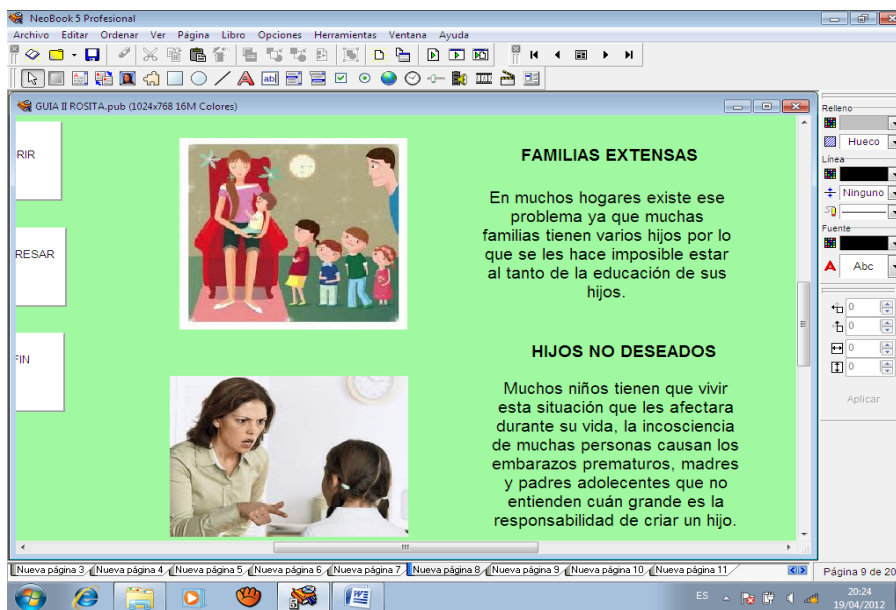 NeoBook 5 Profesional
Archivo Editar Ordenar Ver Página Libro Opciones Herramientas Ventana Ayuda
GUIA II ROSITA.pub (1024x768 16M Colores)
RIR
RESAR
FIN
FAMILIAS EXTENSAS
En muchos hogares existe ese
problema ya que muchas
familias tienen varios hijos por lo
que se les hace imposible estar
al tanto de la educación de sus
hijos.
HIJOS NO DESEADOS
Muchos niños tienen que vivir
esta situación que les afectara
durante su vida, la incosciencia
de muchas personas causan los
embarazos prematuros, madres
y padres adolecentes que no
entienden cuán grande es la
responsabilidad de criar un hijo.
Relleno
Hueco
Línea
Ninguno
Fuente
A Abc
0
0
0
0
Aplicar
Nueva página 3 Nueva página 4 Nueva página 5 Nueva página 6 Nueva página 7 Nueva página 8 Nueva página 9 Nueva página 10 Nueva página 11
Página 9 de 20
ES
20:24
19/04/2012